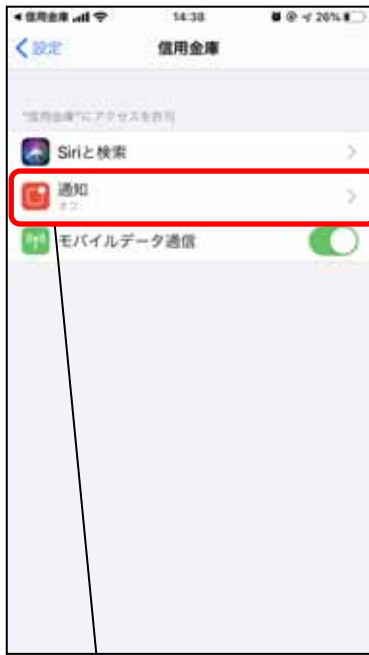 ◀信用金庫 14:38 26%
設定 信用金庫
"信用金庫"にアクセスを許可
Siriと検索
通知
オフ
モバイルデータ通信